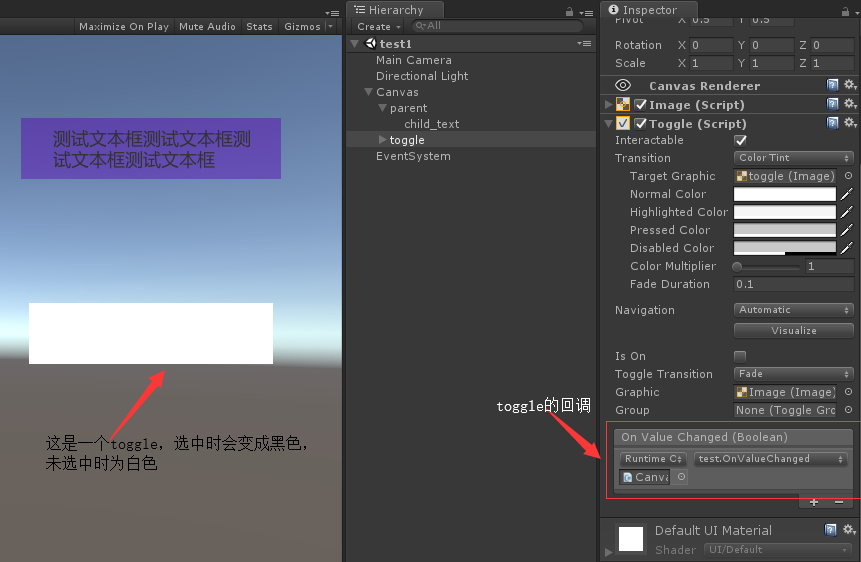 Maximize On Play Mute Audio Stats Gizmos
测试文本框测试文本框测
试文本框测试文本框
这是一个toggle, 选中时会变成黑色,
未选中时为白色
Hierarchy
Create
All
test1
Main Camera
Directional Light
Canvas
parent
child_text
toggle
EventSystem
toggle的回调
Inspector
Pivot X 0.5 Y 0.5
Rotation X 0 Y 0 Z 0
Scale X 1 Y 1 Z 1
Canvas Renderer
Image (Script)
Toggle (Script)
Interactable
Transition Color Tint
Target Graphic toggle (Image)
Normal Color
Highlighted Color
Pressed Color
Disabled Color
Color Multiplier 1
Fade Duration 0.1
Navigation Automatic
Visualize
Is On
Toggle Transition Fade
Graphic Image (Image)
Group None (Toggle Gro
On Value Changed (Boolean)
Runtime O test.OnValueChanged
Canva
Default UI Material
Shader UI/Default